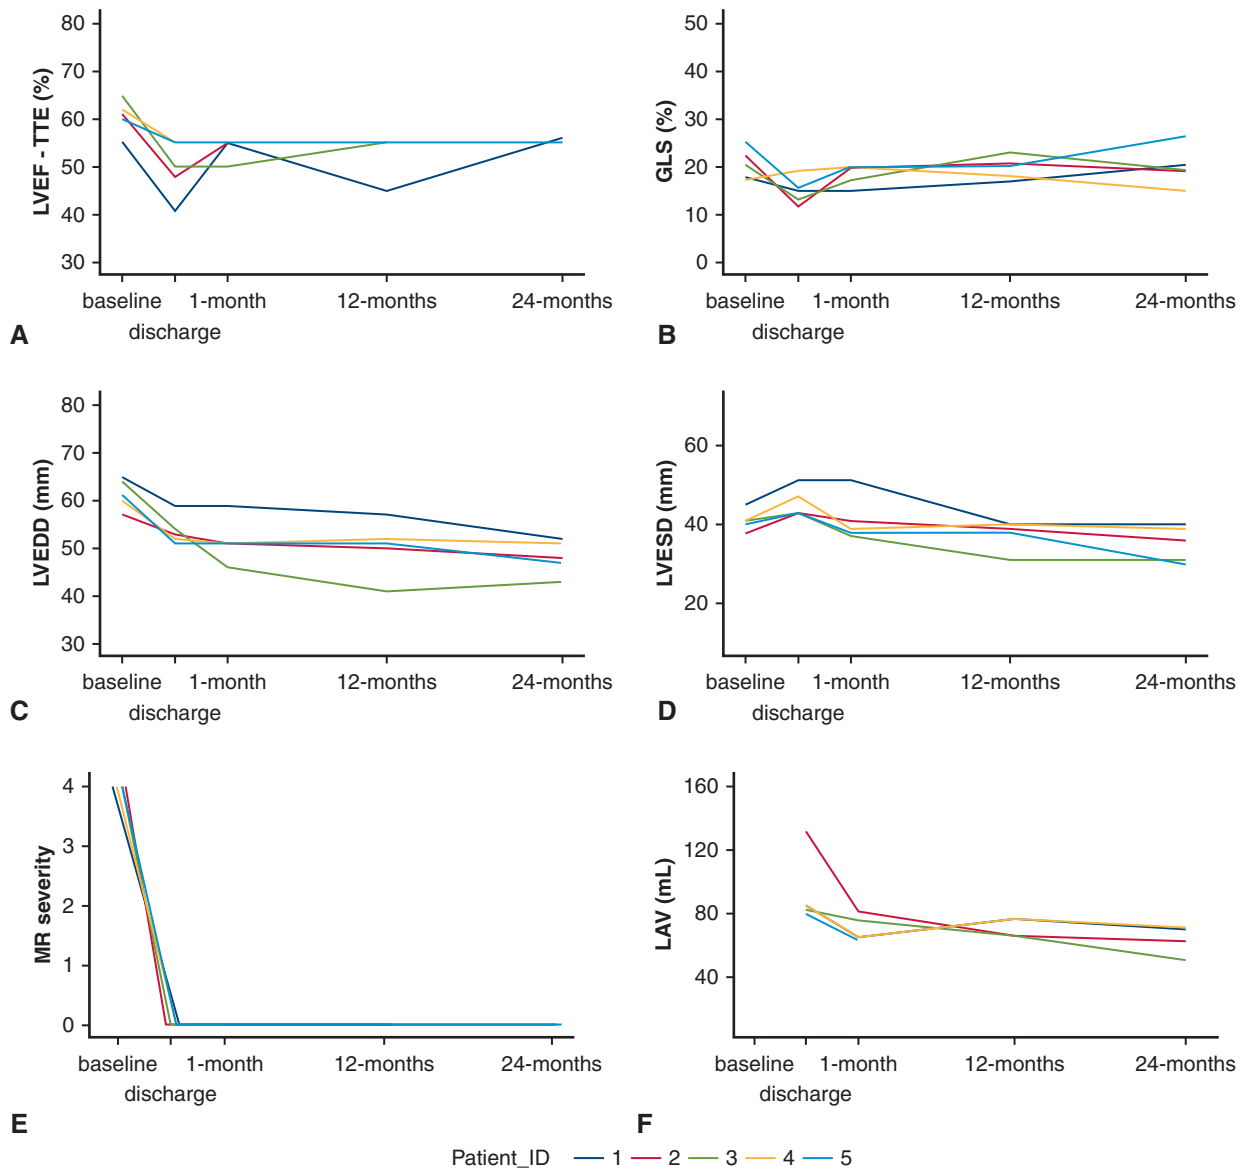 LVEF - TTE (%)
80
70
60
50
40
30
baseline 1-month 12-months 24-months
discharge
A
GLS (%)
50
40
30
20
10
0
baseline 1-month 12-months 24-months
discharge
B
LVEDD (mm)
80
70
60
50
40
30
baseline 1-month 12-months 24-months
discharge
C
LVESD (mm)
60
40
20
baseline 1-month 12-months 24-months
discharge
D
MR severity
4
3
2
1
0
baseline 1-month 12-months 24-months
discharge
E
LAV (mL)
160
120
80
40
baseline 1-month 12-months 24-months
discharge
F
Patient_ID 1 2 3 4 5